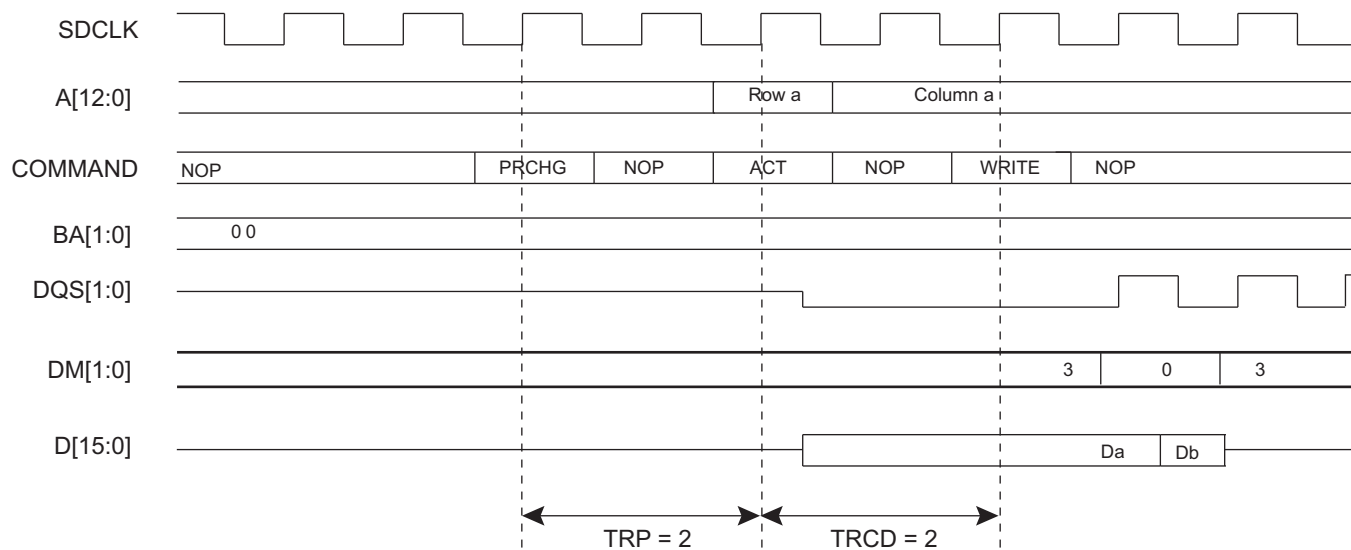 SDCLK
A[12:0] Row a Column a
COMMAND NOP PRCHG NOP ACT NOP WRITE NOP
BA[1:0] 0 0
DQS[1:0]
DM[1:0] 3 0 3
D[15:0] Da Db
TRP = 2 TRCD = 2